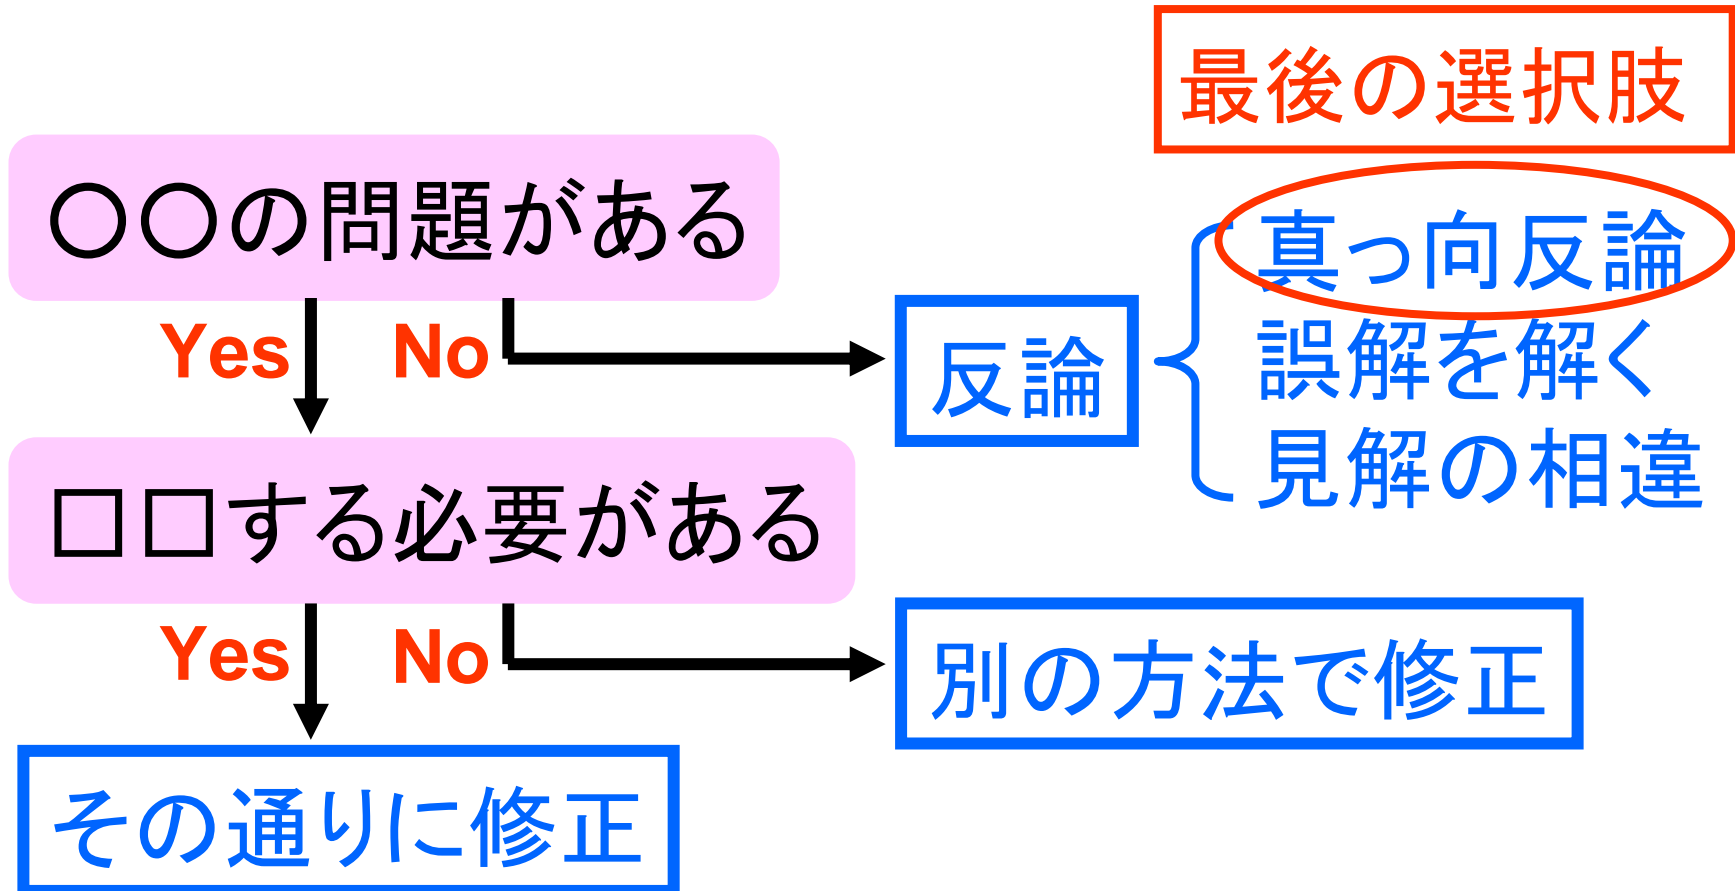 最後の選択肢
〇〇の問題がある
真っ向反論
Yes
No
反論
誤解を解く
見解の相違
□□する必要がある
Yes
No
別の方法で修正
その通りに修正